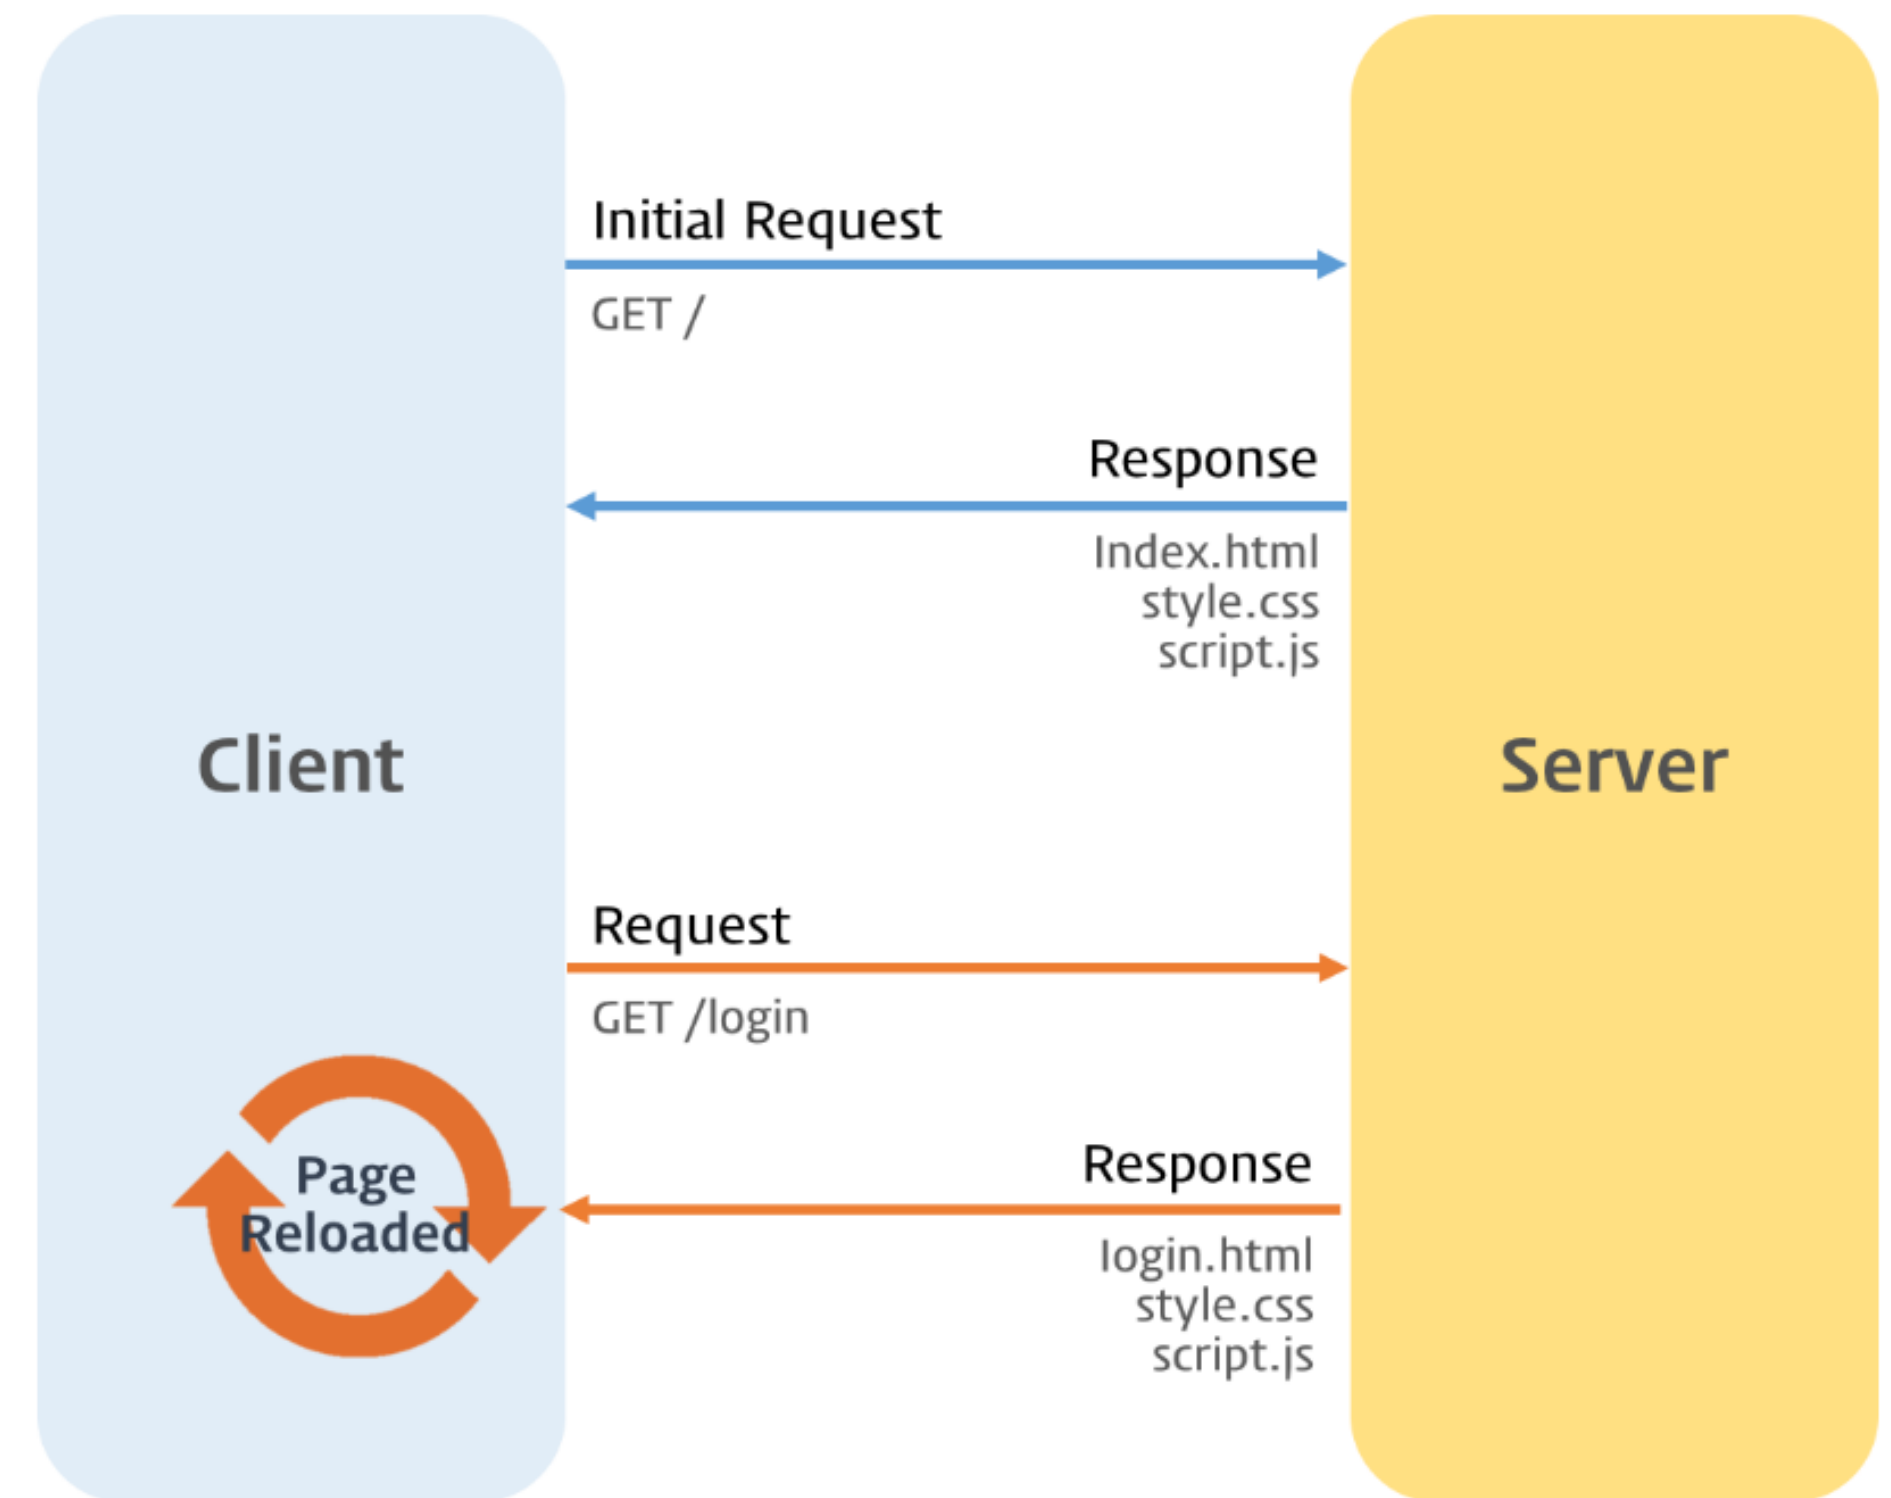 Initial Request
GET /
Response
Index.html
style.css
script.js
Client
Server
Request
GET /login
Page
Reloaded
Response
login.html
style.css
script.js